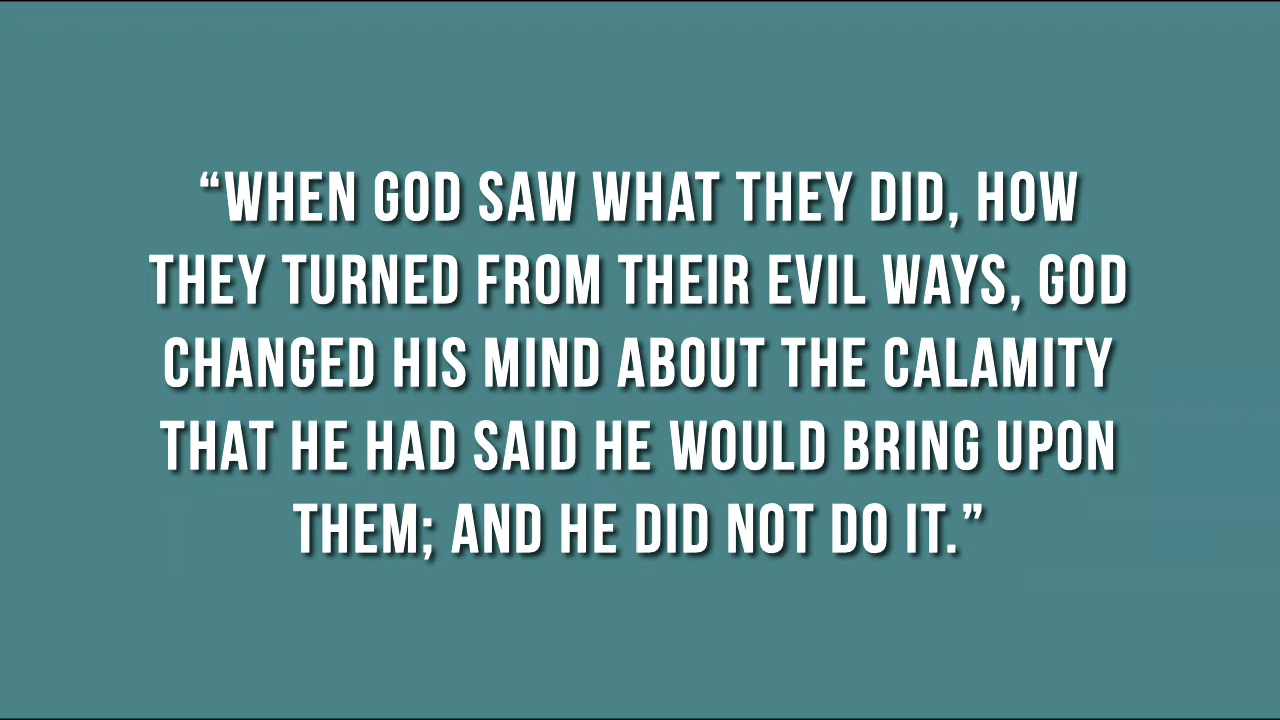 “WHEN GOD SAW WHAT THEY DID, HOW
THEY TURNED FROM THEIR EVIL WAYS, GOD
CHANGED HIS MIND ABOUT THE CALAMITY
THAT HE HAD SAID HE WOULD BRING UPON
THEM; AND HE DID NOT DO IT.”